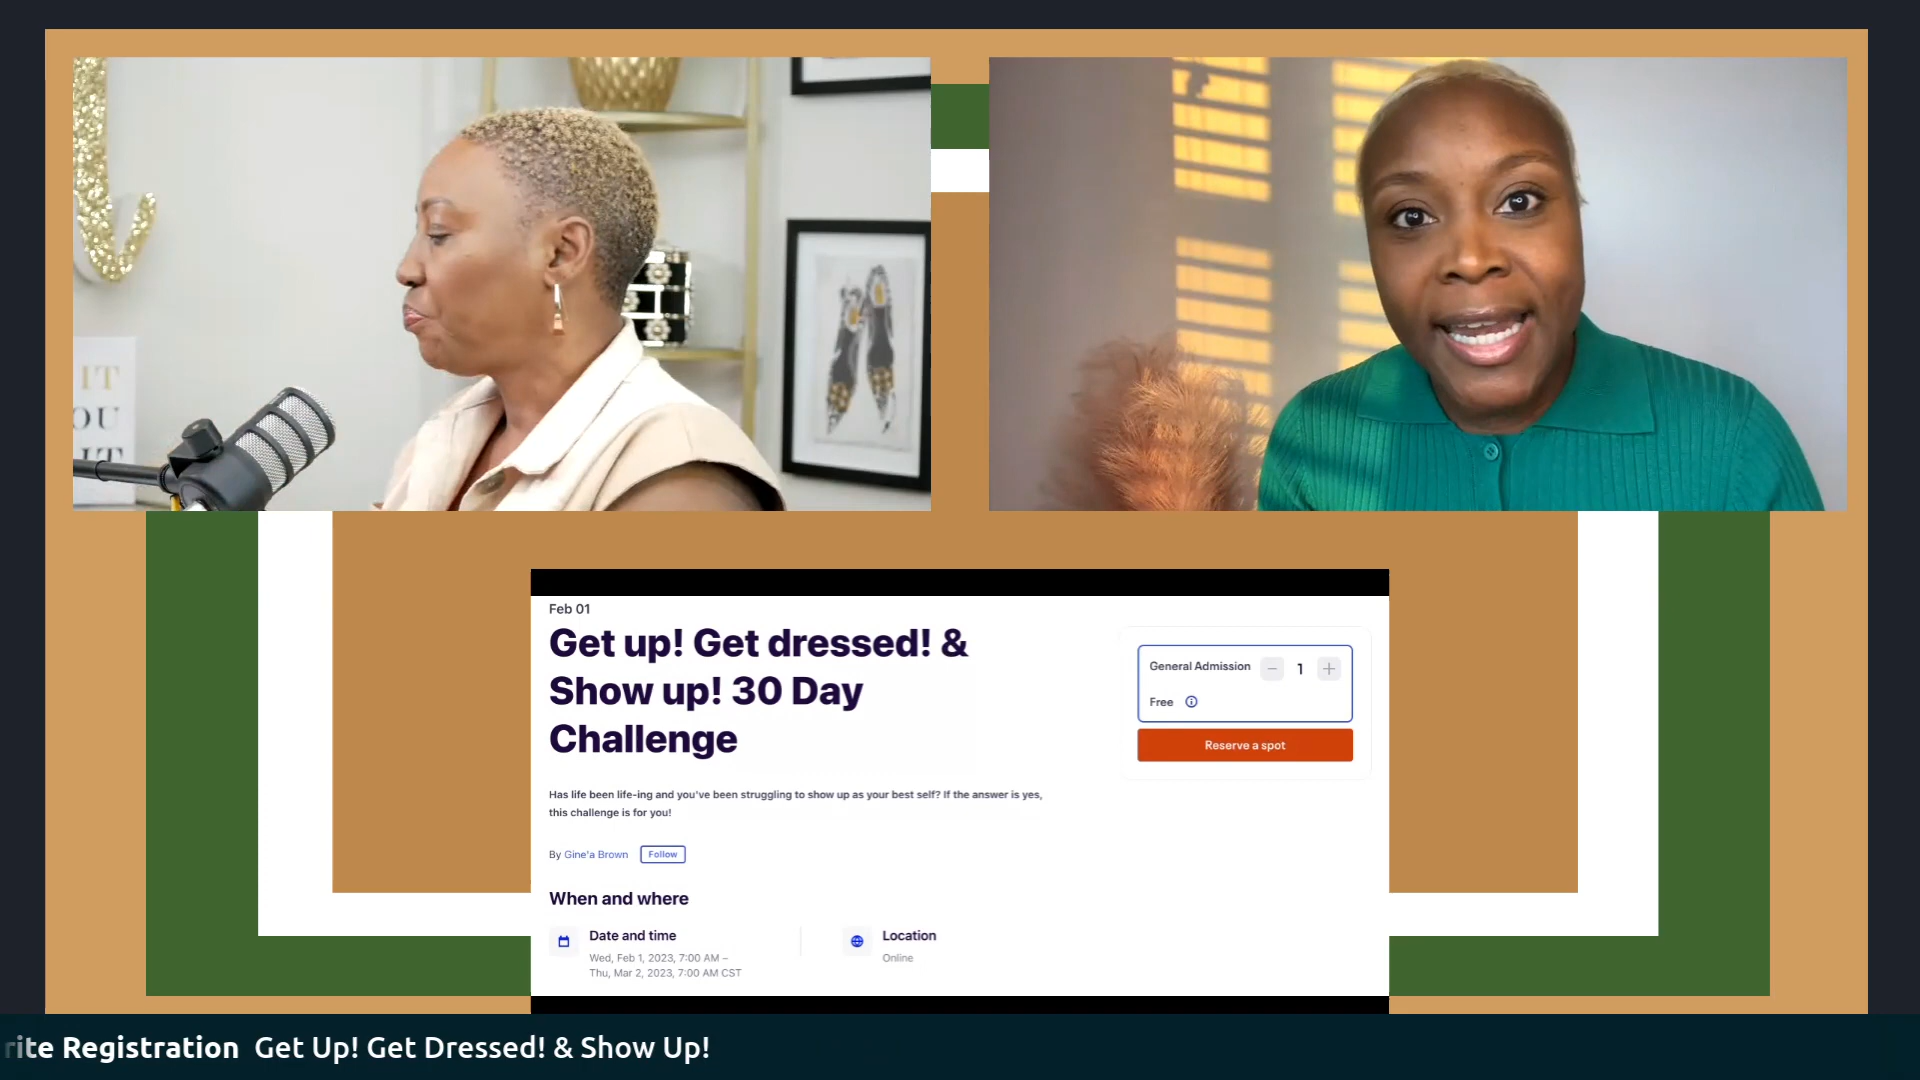 IT
OU
IT
Feb 01
Get up! Get dressed! &
Show up! 30 Day
Challenge
General Admission − 1 +
Free
Reserve a spot
Has life been life-ing and you've been struggling to show up as your best self? If the answer is yes,
this challenge is for you!
By Gine'a Brown Follow
When and where
Date and time
Wed, Feb 1, 2023, 7:00 AM –
Thu, Mar 2, 2023, 7:00 AM CST
Location
Online
rite Registration Get Up! Get Dressed! & Show Up!